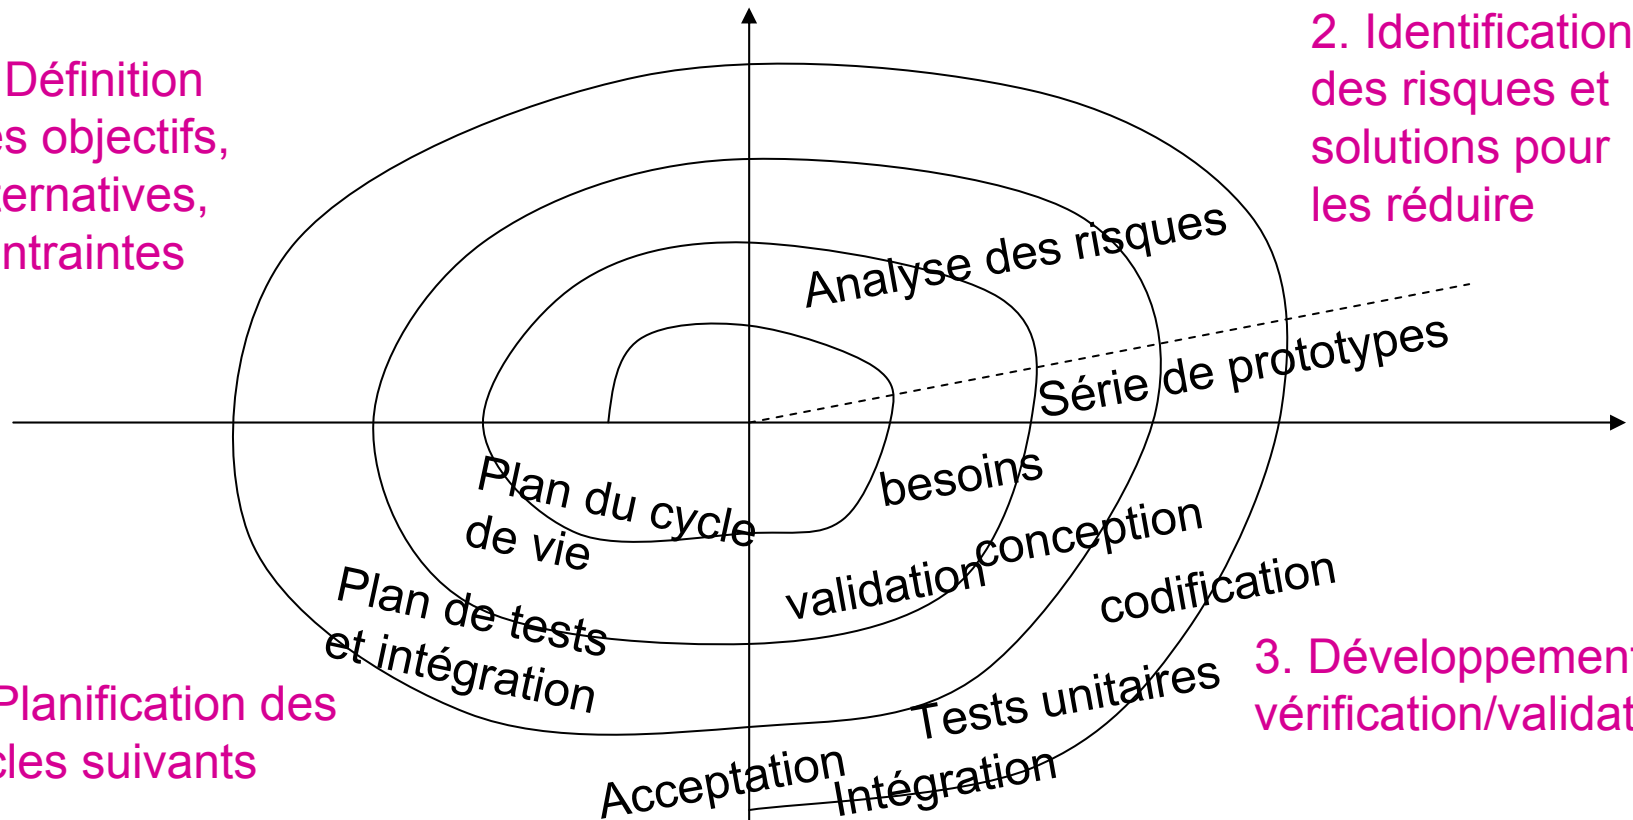 Définition
es objectifs,
ternatives,
ntraintes
2. Identification
des risques et
solutions pour
les réduire
Analyse des risques
Série de prototypes
Plan du cycle
de vie
besoins
conception
validation
codification
Plan de tests
et intégration
Tests unitaires
3. Développement
vérification/validat
Planification des
cles suivants
Acceptation
Intégration